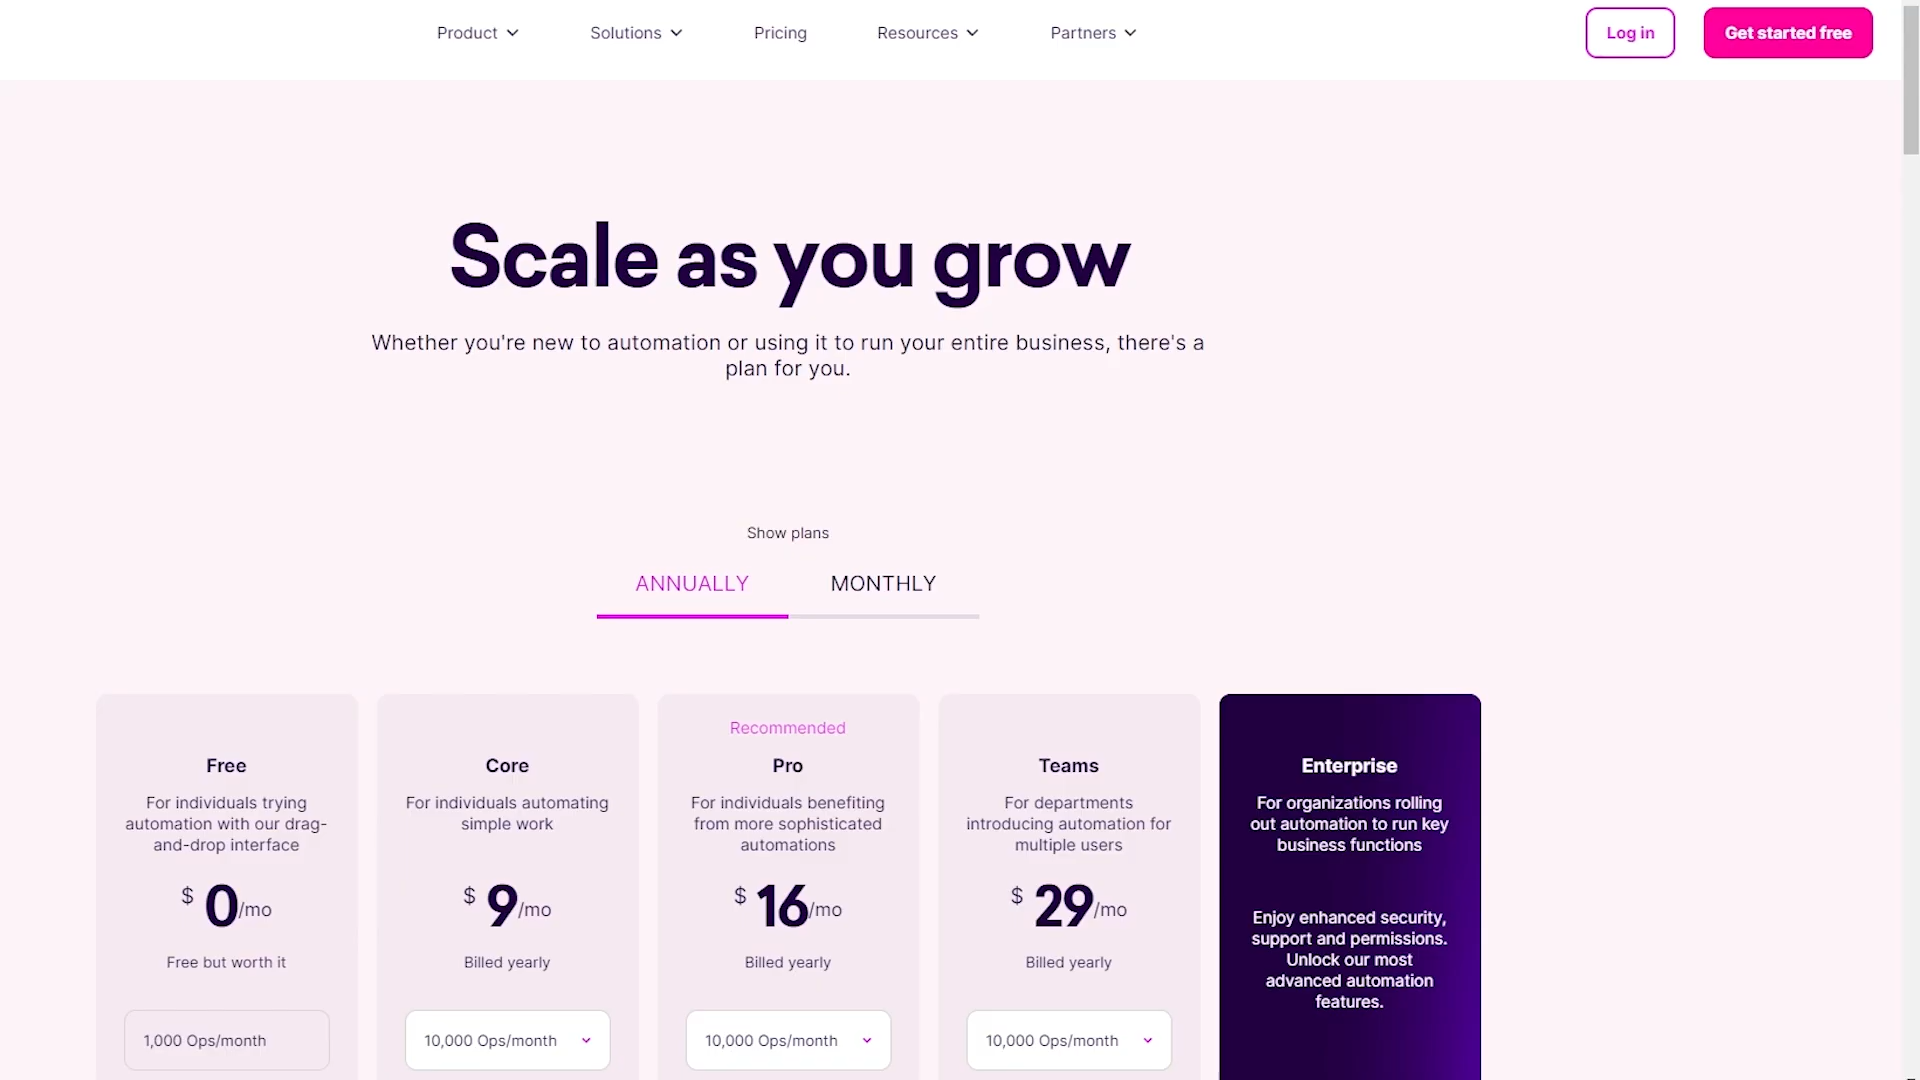 Product
Solutions
Pricing
Resources
Partners
Log in
Get started free
Scale as you grow
Whether you're new to automation or using it to run your entire business, there's a
plan for you.
Show plans
ANNUALLY
MONTHLY
Free
For individuals trying
automation with our drag-
and-drop interface
$ 0/mo
Free but worth it
1,000 Ops/month
Core
For individuals automating
simple work
$ 9/mo
Billed yearly
10,000 Ops/month
Recommended
Pro
For individuals benefiting
from more sophisticated
automations
$ 16/mo
Billed yearly
10,000 Ops/month
Teams
For departments
introducing automation for
multiple users
$ 29/mo
Billed yearly
10,000 Ops/month
Enterprise
For organizations rolling
out automation to run key
business functions
Enjoy enhanced security,
support and permissions.
Unlock our most
advanced automation
features.